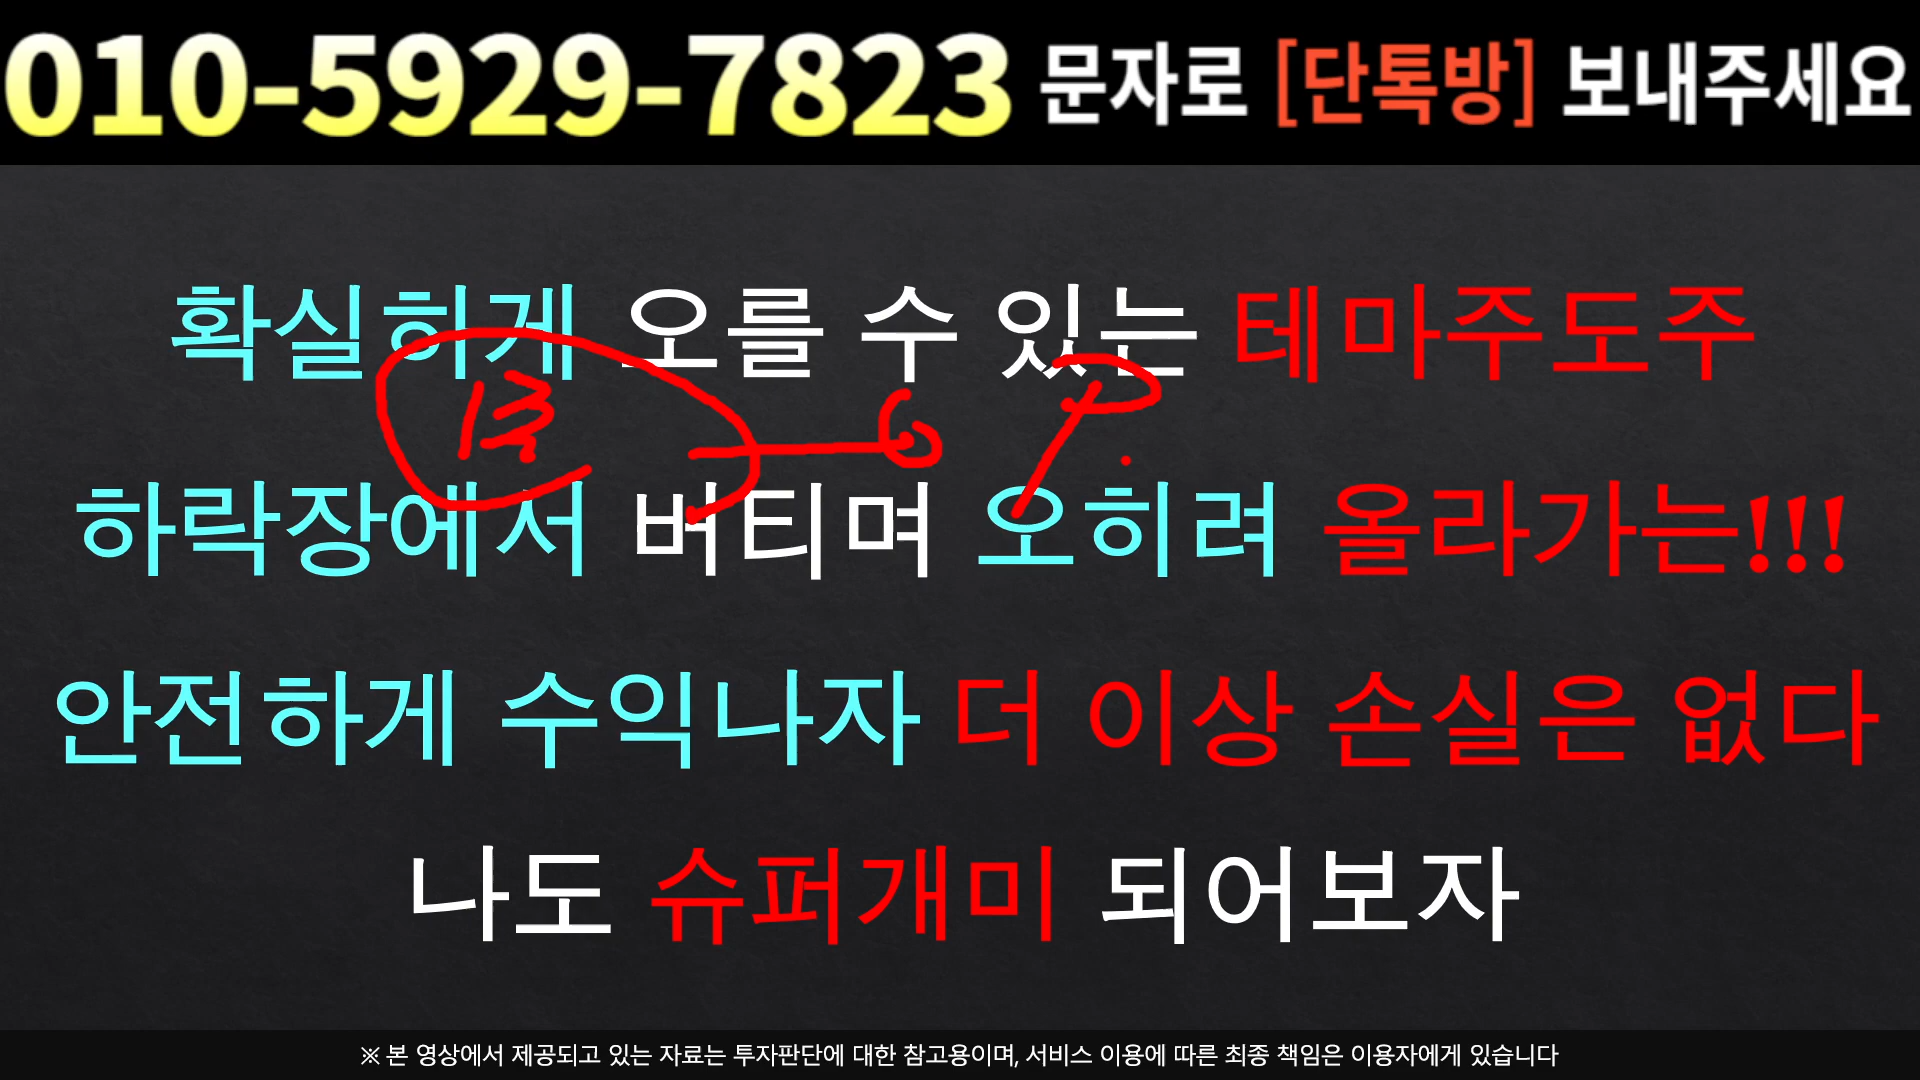 010-5929-7823 문자로 [단톡방] 보내주세요
확실하게 오를 수 있는 테마주도주
13 6
하락장에서 버티며 오히려 올라가는!!!
안전하게 수익나자 더 이상 손실은 없다
나도 슈퍼개미 되어보자
※ 본 영상에서 제공되고 있는 자료는 투자판단에 대한 참고용이며, 서비스 이용에 따른 최종 책임은 이용자에게 있습니다